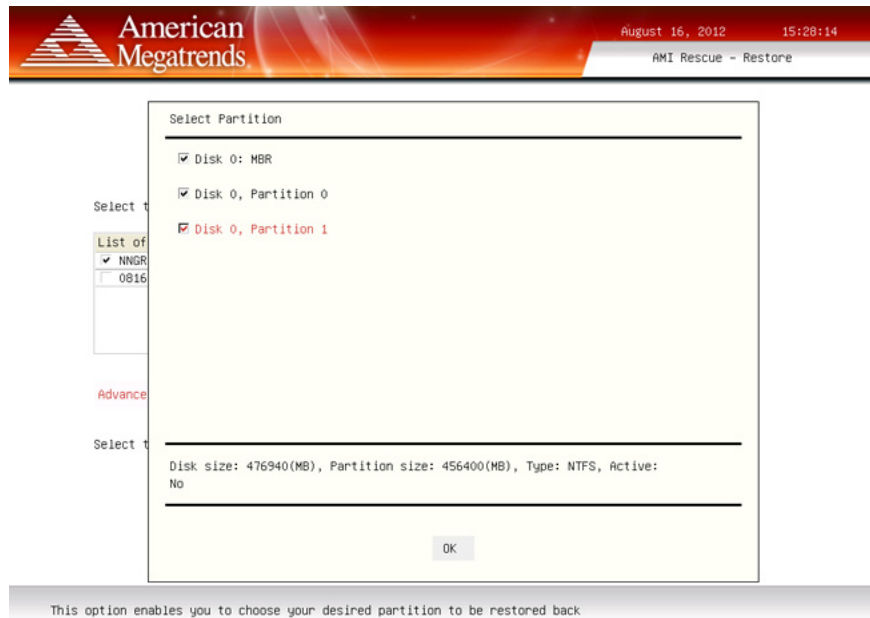 American
Megatrends
August 16, 2012 15:28:14
AMI Rescue - Restore
Select Partition
Disk 0: MBR
Disk 0, Partition 0
Select t
Disk 0, Partition 1
List of
NNGR
0816
Advance
Select t
Disk size: 476940(MB), Partition size: 456400(MB), Type: NTFS, Active:
No
OK
This option enables you to choose your desired partition to be restored back